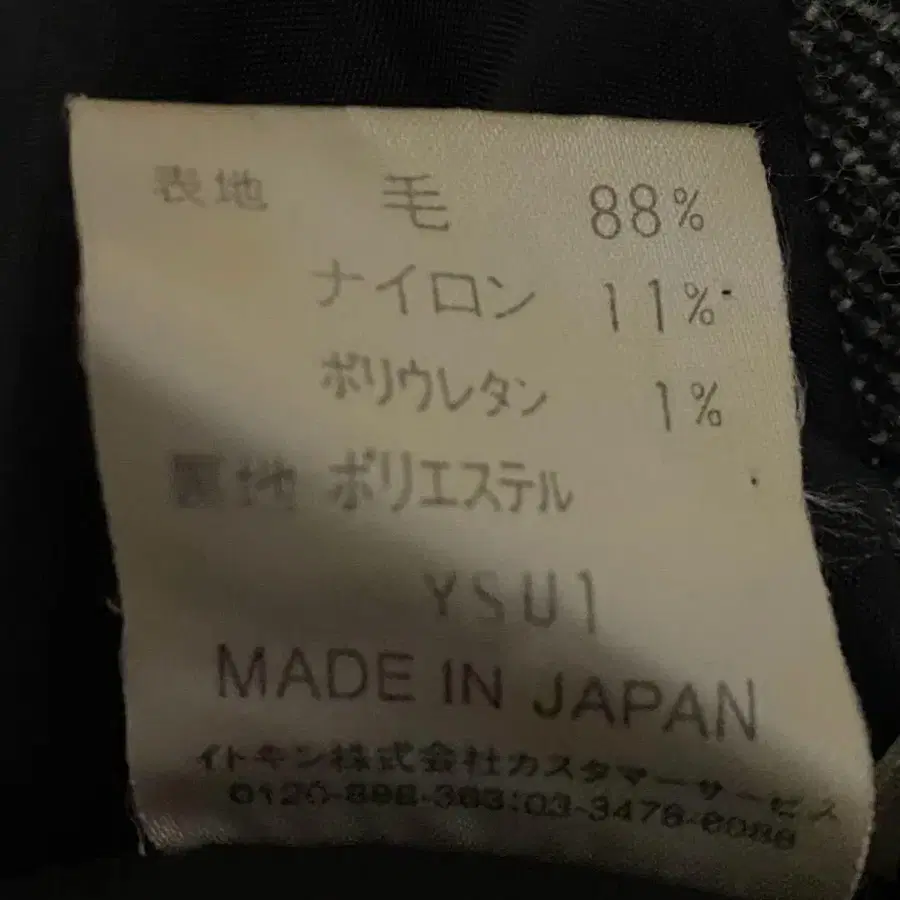 表地 毛 88%
ナイロン 11%
ポリウレタン 1%
裏地 ポリエステル
YSU1
MADE IN JAPAN
イトキン株式会社カスタマーサービス
0120-898-383:03-3478-8088